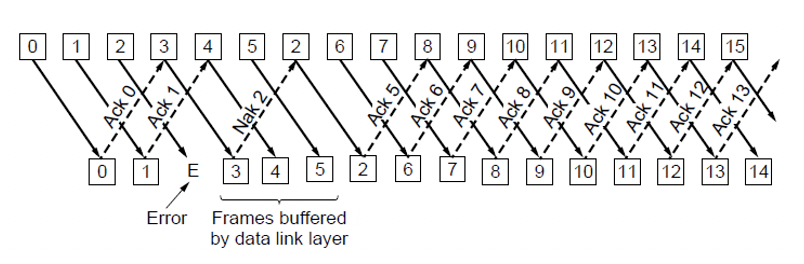 0 1 2 3 4 5 2 6 7 8 9 10 11 12 13 14 15
Ack 0 Ack 1 Nak 2 Ack 5 Ack 6 Ack 7 Ack 8 Ack 9 Ack 10 Ack 11 Ack 12 Ack 13
0 1 E 3 4 5 2 6 7 8 9 10 11 12 13 14
Error Frames buffered
by data link layer